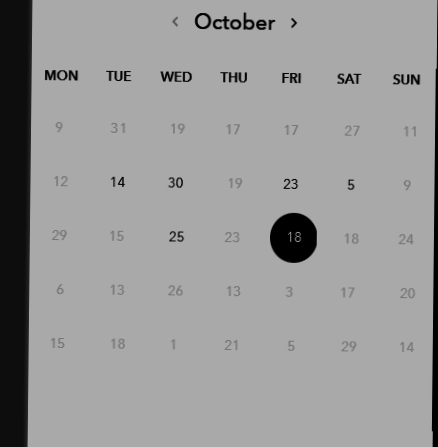 ‹ October ›
MON TUE WED THU FRI SAT SUN
9 31 19 17 17 27 11
12 14 30 19 23 5 9
29 15 25 23 18 18 24
6 13 26 13 3 17 20
15 18 1 21 5 29 14